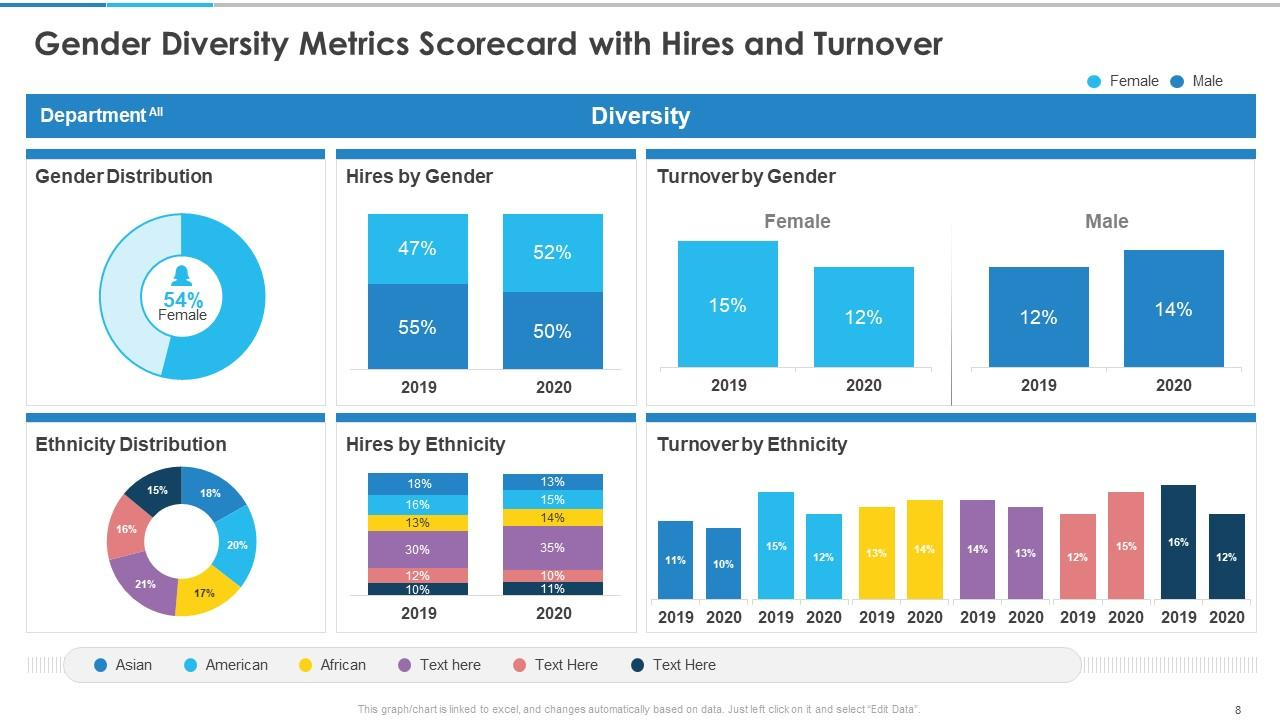 Gender Diversity Metrics Scorecard with Hires and Turnover
Female Male
Department All
Diversity
Gender Distribution
54%
Female
Hires by Gender
47% 52%
55% 50%
2019 2020
Turnover by Gender
Female Male
15% 12% 12% 14%
2019 2020 2019 2020
Ethnicity Distribution
15% 18%
16% 20%
21% 17%
Hires by Ethnicity
18% 13%
16% 15%
13% 14%
30% 35%
12% 10%
10% 11%
2019 2020
Turnover by Ethnicity
11% 10% 15% 12% 13% 14% 14% 13% 12% 15% 16% 12%
2019 2020 2019 2020 2019 2020 2019 2020 2019 2020 2019 2020
Asian American African Text here Text Here Text Here
This graph/chart is linked to excel, and changes automatically based on data. Just left click on it and select “Edit Data”.
8